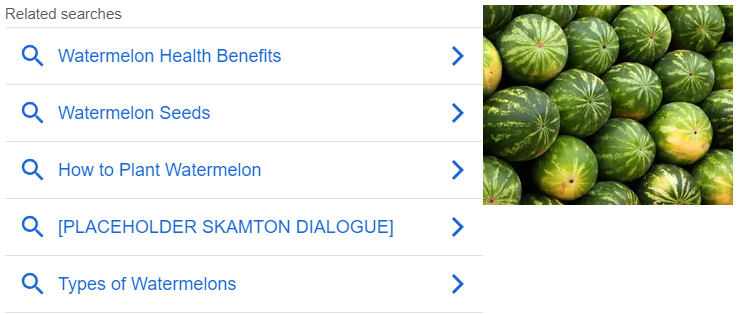 Related searches
Watermelon Health Benefits
Watermelon Seeds
How to Plant Watermelon
[PLACEHOLDER SKAMTON DIALOGUE]
Types of Watermelons